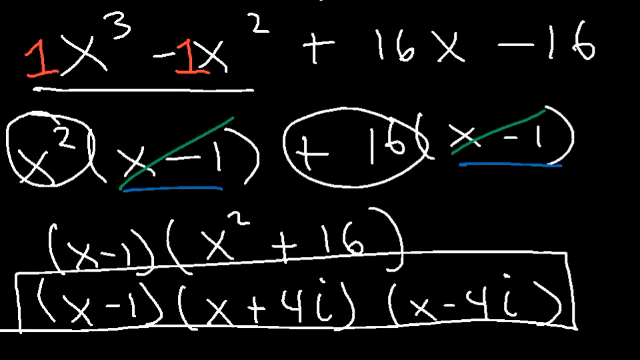 1x³ - 1x² + 16x - 16
x²(x - 1) + 16(x - 1)
(x-1)(x² + 16)
(x-1)(x + 4i)(x - 4i)